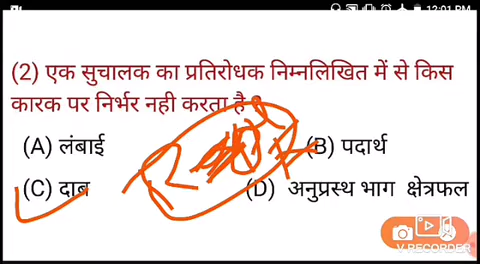 12:01 PM
(2) एक सुचालक का प्रतिरोधक निम्नलिखित में से किस
कारक पर निर्भर नही करता है ?
(A) लंबाई (B) पदार्थ
(C) दाब (D) अनुप्रस्थ भाग क्षेत्रफल
V RECORDER